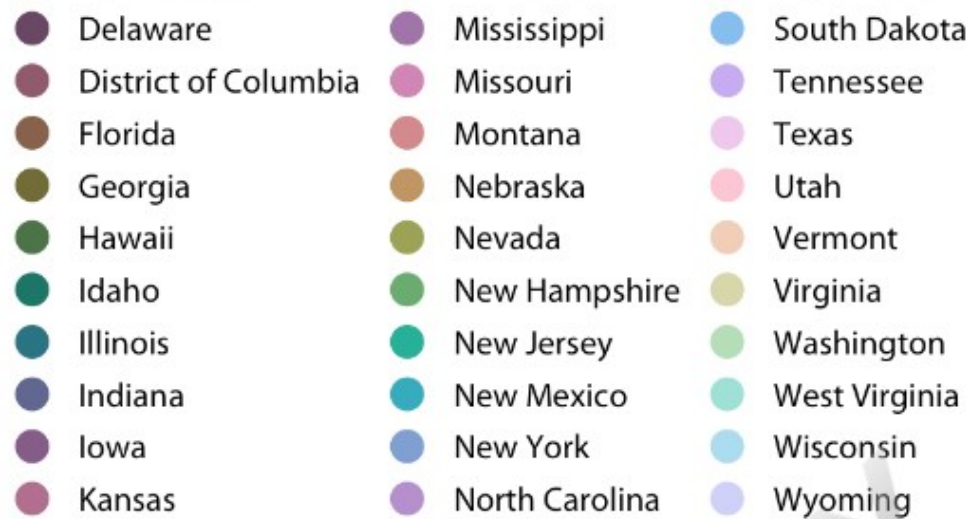 Delaware
District of Columbia
Florida
Georgia
Hawaii
Idaho
Illinois
Indiana
Iowa
Kansas
Mississippi
Missouri
Montana
Nebraska
Nevada
New Hampshire
New Jersey
New Mexico
New York
North Carolina
South Dakota
Tennessee
Texas
Utah
Vermont
Virginia
Washington
West Virginia
Wisconsin
Wyoming